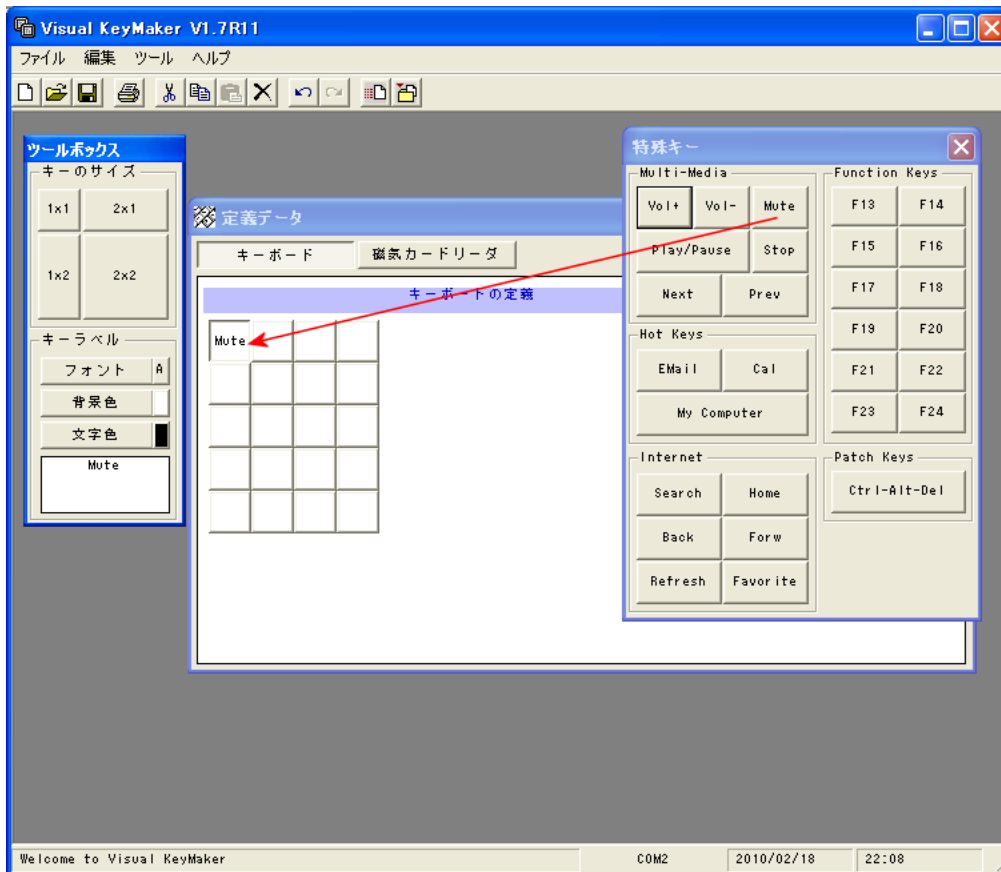 Visual KeyMaker V1.7R11
ファイル 編集 ツール ヘルプ
ツールボックス
キーのサイズ
1x1 2x1
1x2 2x2
キーラベル
フォント A
背景色
文字色
Mute
定義データ
キーボード 磁気カードリーダ
キーボートの定義
Mute
特殊キー
Multi-Media
Vol+ Vol- Mute
Play/Pause Stop
Next Prev
Hot Keys
EMail Cal
My Computer
Internet
Search Home
Back Forw
Refresh Favorite
Function Keys
F13 F14
F15 F16
F17 F18
F19 F20
F21 F22
F23 F24
Patch Keys
Ctrl-Alt-Del
Welcome to Visual KeyMaker COM2 2010/02/18 22:08